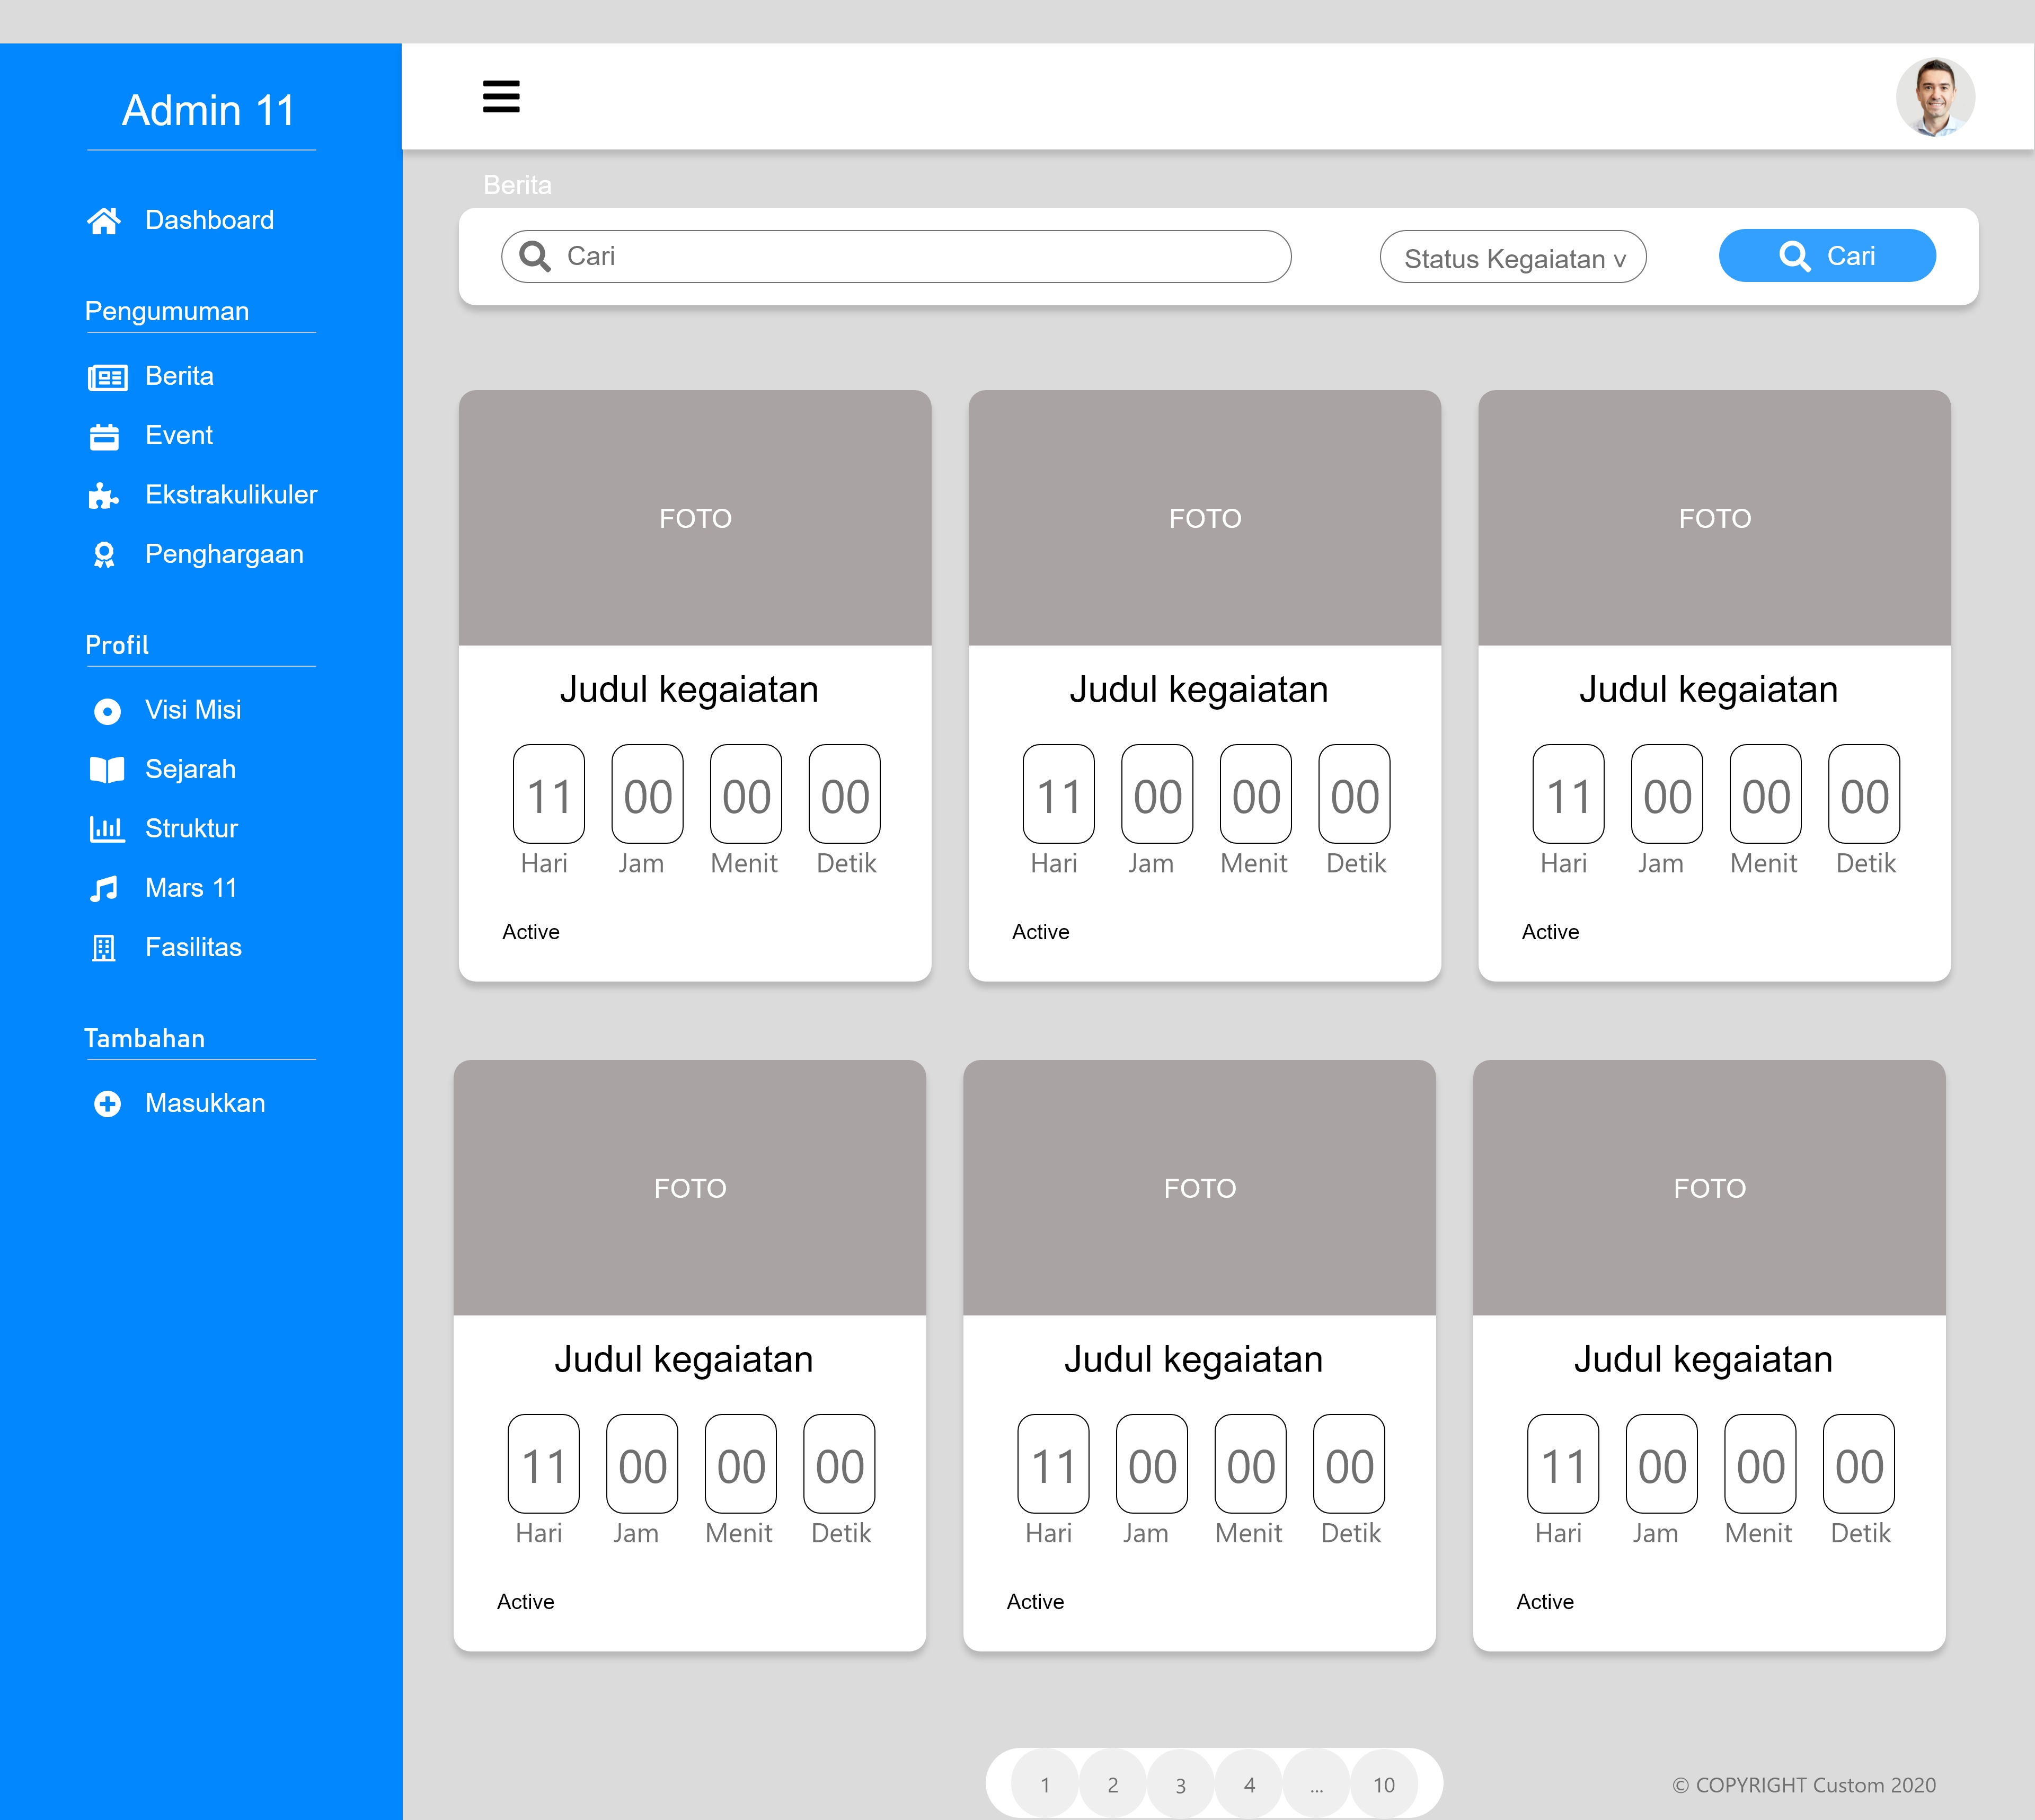 Admin 11
Dashboard
Pengumuman
Berita
Event
Ekstrakulikuler
Penghargaan
Profil
Visi Misi
Sejarah
Struktur
Mars 11
Fasilitas
Tambahan
Masukkan
Berita
Cari
Status Kegaiatan v
Cari
FOTO
Judul kegaiatan
11 00 00 00
Hari Jam Menit Detik
Active
FOTO
Judul kegaiatan
11 00 00 00
Hari Jam Menit Detik
Active
FOTO
Judul kegaiatan
11 00 00 00
Hari Jam Menit Detik
Active
FOTO
Judul kegaiatan
11 00 00 00
Hari Jam Menit Detik
Active
FOTO
Judul kegaiatan
11 00 00 00
Hari Jam Menit Detik
Active
FOTO
Judul kegaiatan
11 00 00 00
Hari Jam Menit Detik
Active
1 2 3 4 ... 10
© COPYRIGHT Custom 2020